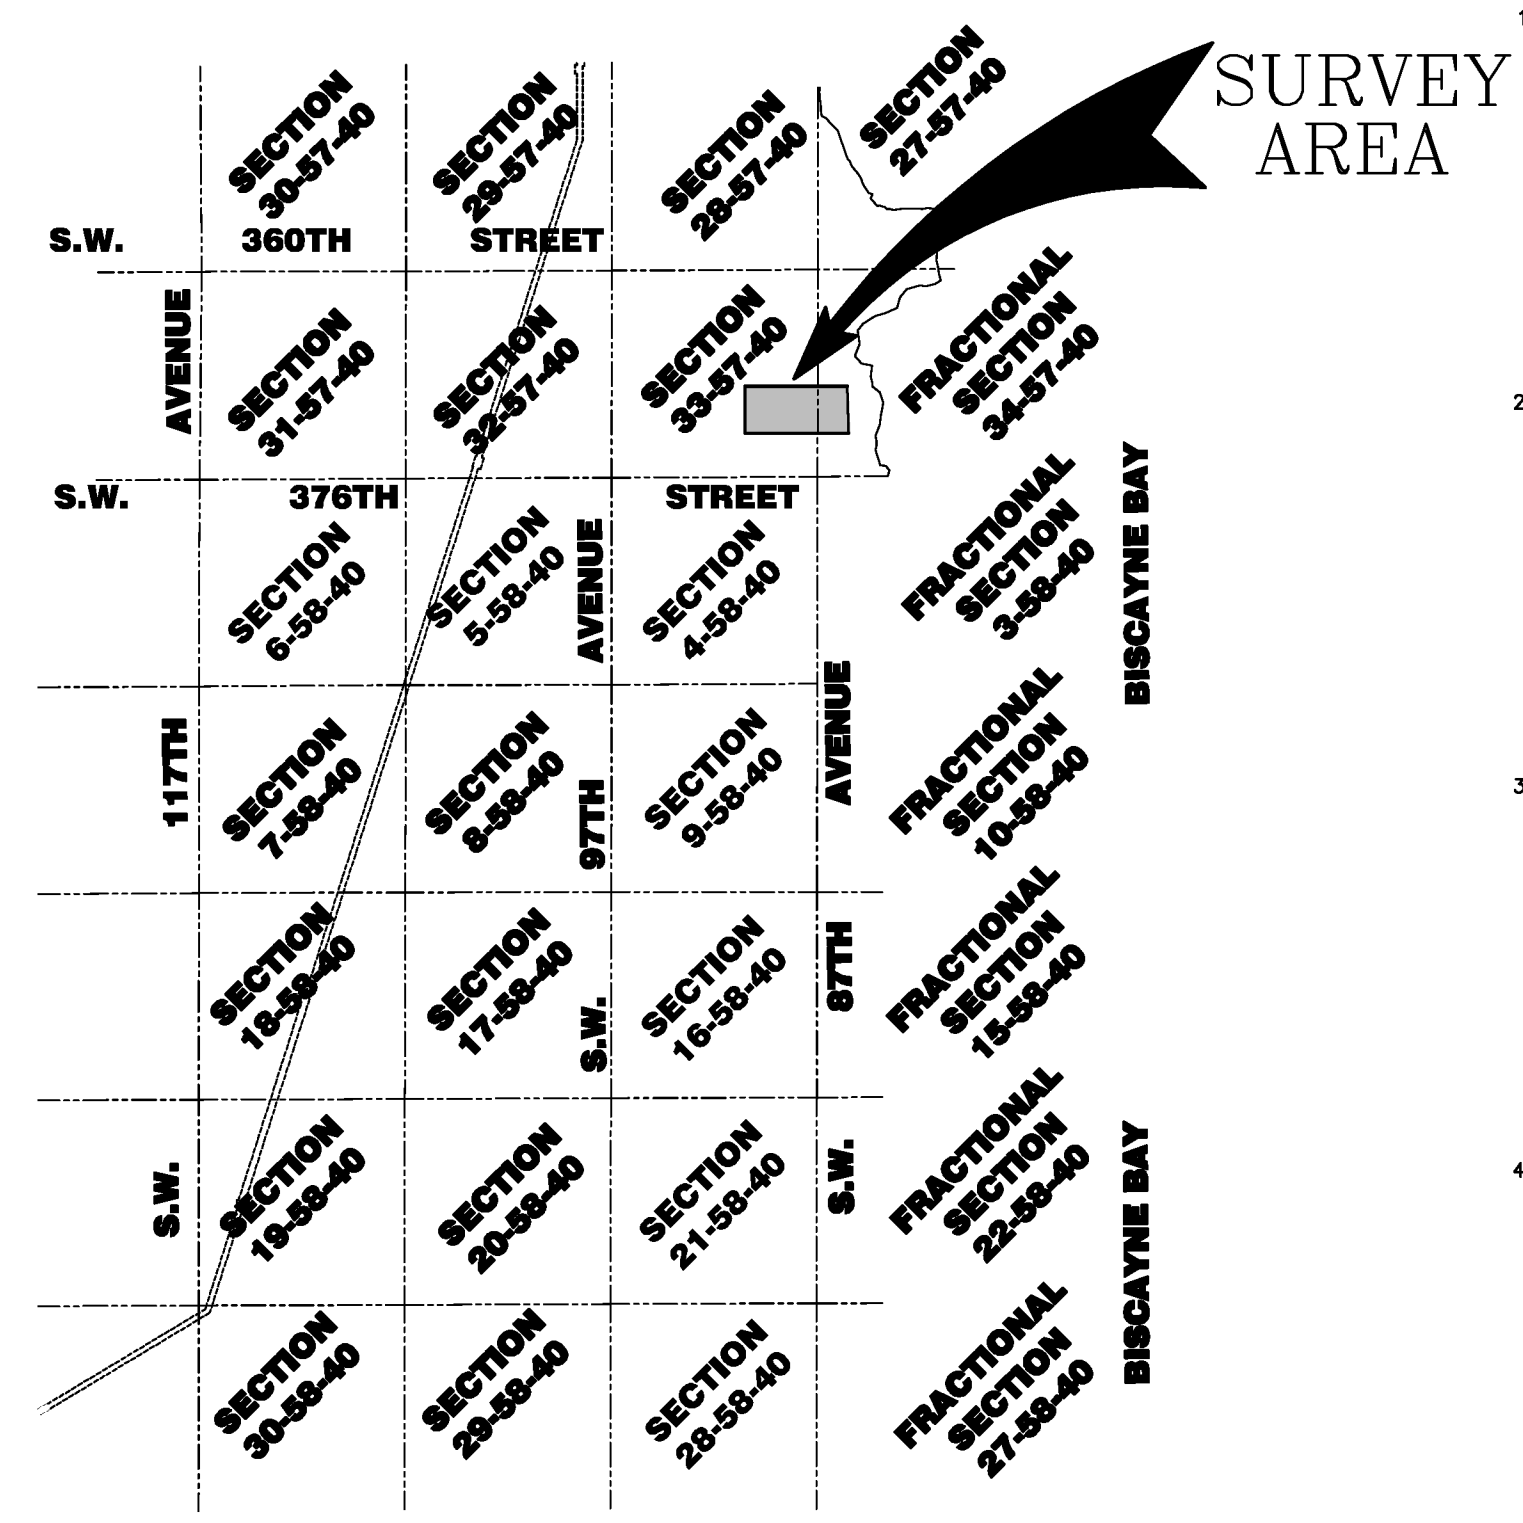 1
SURVEY
AREA
SECTION
30-57-40
SECTION
29-57-40
SECTION
28-57-40
SECTION
27-57-40
S.W. 360TH STREET
AVENUE
SECTION
31-57-40
SECTION
32-57-40
SECTION
33-57-40
FRACTIONAL
SECTION
34-57-40
2
S.W. 376TH STREET
SECTION
6-58-40
SECTION
5-58-40
AVENUE
SECTION
4-58-40
FRACTIONAL
SECTION
3-58-40
BISCAYNE BAY
117TH
SECTION
7-58-40
SECTION
8-58-40
97TH
SECTION
9-58-40
AVENUE
FRACTIONAL
SECTION
10-58-40
3
SECTION
18-58-40
SECTION
17-58-40
S.W.
SECTION
16-58-40
87TH
FRACTIONAL
SECTION
15-58-40
S.W.
SECTION
19-58-40
SECTION
20-58-40
SECTION
21-58-40
S.W.
FRACTIONAL
SECTION
22-58-40
BISCAYNE BAY
4
SECTION
30-58-40
SECTION
29-58-40
SECTION
28-58-40
FRACTIONAL
SECTION
27-58-40